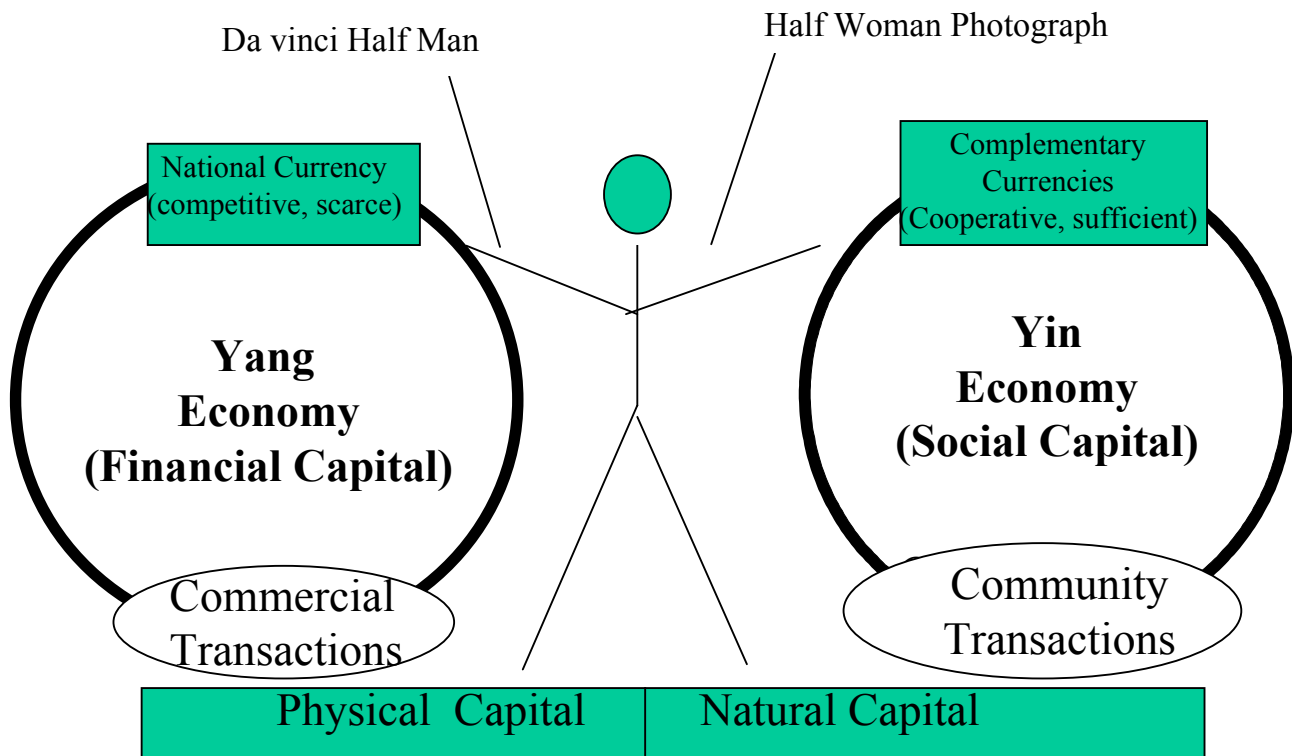 Da vinci Half Man
Half Woman Photograph
National Currency
(competitive, scarce)
Complementary
Currencies
(Cooperative, sufficient)
Yang
Economy
(Financial Capital)
Yin
Economy
(Social Capital)
Commercial
Transactions
Community
Transactions
Physical Capital
Natural Capital